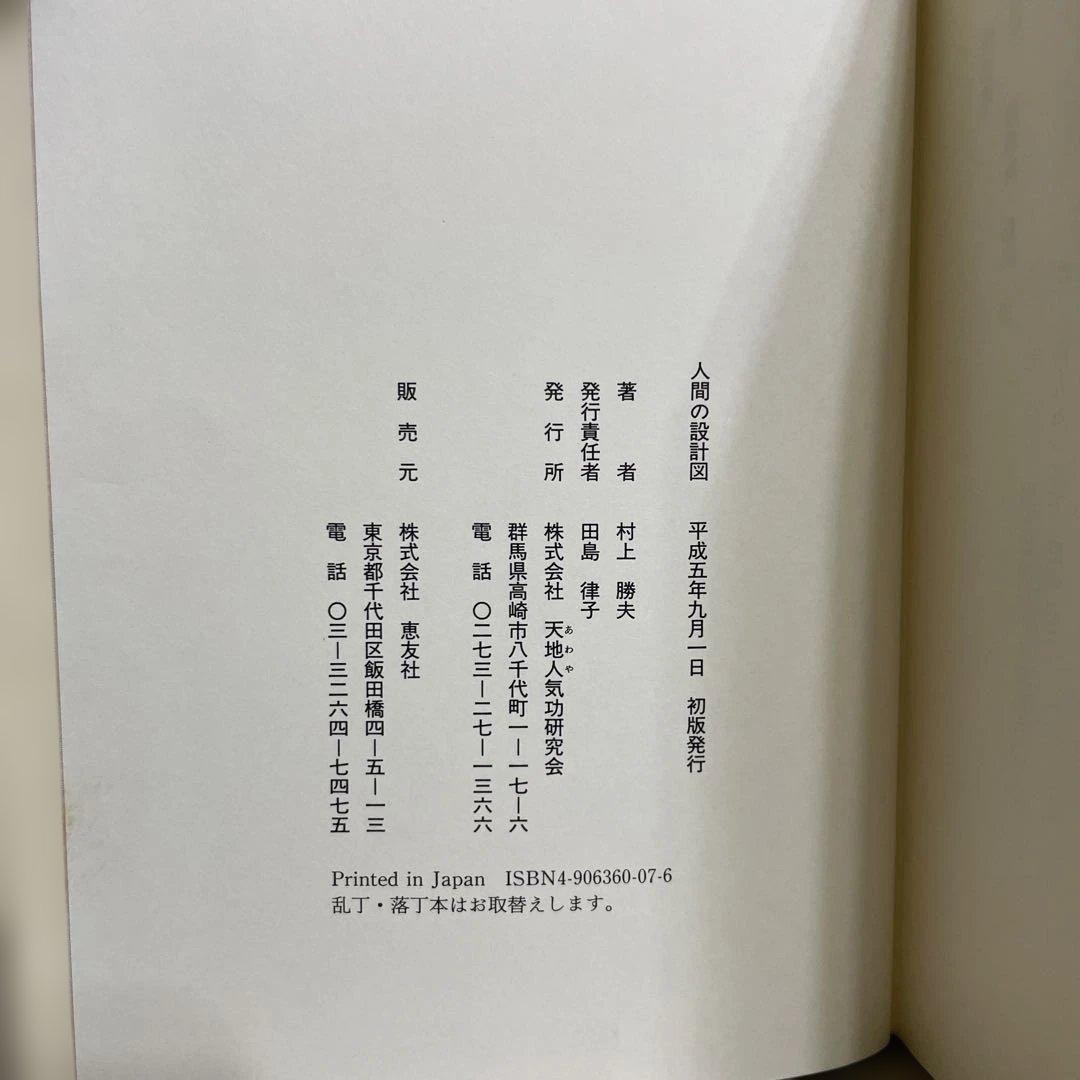 人間の設計図　平成五年九月一日　初版発行
著者　村上　勝夫
発行責任者　田島　律子
発行所　株式会社　天地人気功研究会
あわや
群馬県高崎市八千代町一―一七―六
電話　〇二七三―二七―一三六六
販売元　株式会社　恵友社
東京都千代田区飯田橋四―五―一三
電話　〇三―三二六四―七四七五
Printed in Japan　ISBN4-906360-07-6
乱丁・落丁本はお取替えします。